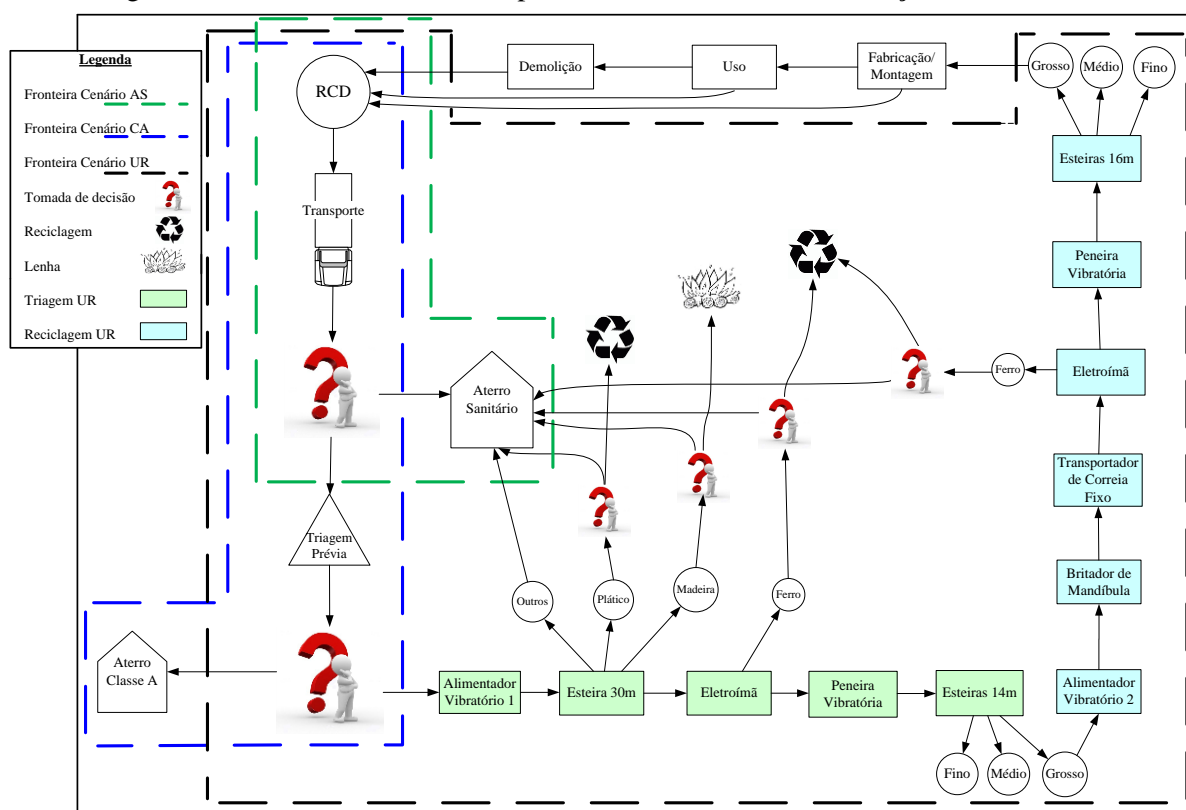 Legenda
Fronteira Cenário AS
Fronteira Cenário CA
Fronteira Cenário UR
Tomada de decisão
Reciclagem
Lenha
Triagem UR
Reciclagem UR
RCD
Demolição
Uso
Fabricação/
Montagem
Grosso
Médio
Fino
Transporte
Esteiras 16m
Peneira
Vibratória
Aterro
Sanitário
Ferro
Eletroímã
Transportador
de Correia
Fixo
Triagem
Prévia
Britador de
Mandíbula
Outros
Plático
Madeira
Ferro
Aterro
Classe A
Alimentador
Vibratório 1
Esteira 30m
Eletroímã
Peneira
Vibratória
Esteiras 14m
Alimentador
Vibratório 2
Fino
Médio
Grosso